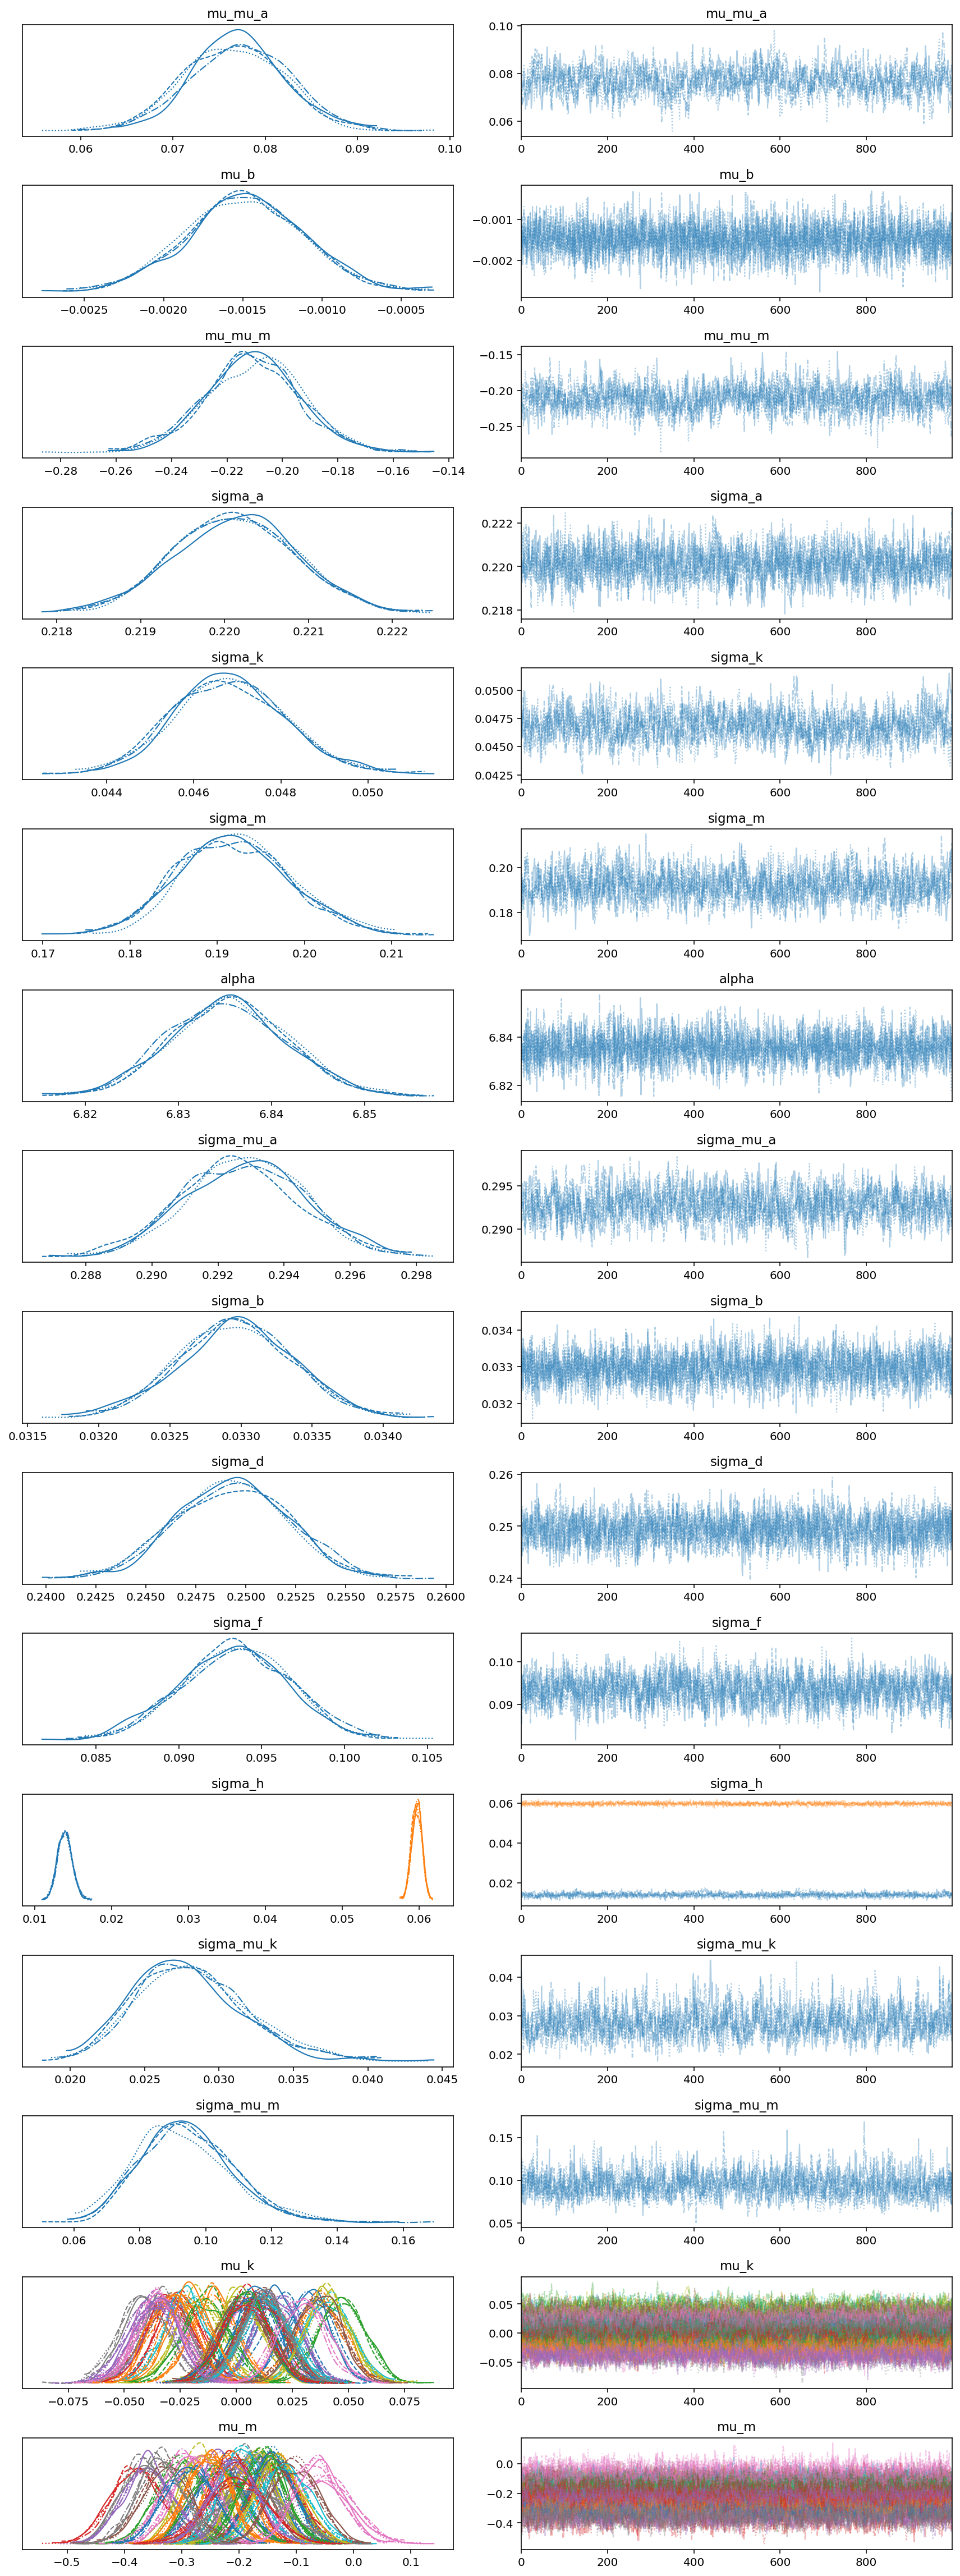 mu_mu_a mu_mu_a
0.10
0.08
0.06
0.06 0.07 0.08 0.09 0.10 0 200 400 600 800
mu_b mu_b
−0.001
−0.002
−0.0025 −0.0020 −0.0015 −0.0010 −0.0005 0 200 400 600 800
mu_mu_m mu_mu_m
−0.15
−0.20
−0.25
−0.28 −0.26 −0.24 −0.22 −0.20 −0.18 −0.16 −0.14 0 200 400 600 800
sigma_a sigma_a
0.222
0.220
0.218
0.218 0.219 0.220 0.221 0.222 0 200 400 600 800
sigma_k sigma_k
0.0500
0.0475
0.0450
0.0425
0.044 0.046 0.048 0.050 0 200 400 600 800
sigma_m sigma_m
0.20
0.18
0.17 0.18 0.19 0.20 0.21 0 200 400 600 800
alpha alpha
6.84
6.82
6.82 6.83 6.84 6.85 0 200 400 600 800
sigma_mu_a sigma_mu_a
0.295
0.290
0.288 0.290 0.292 0.294 0.296 0.298 0 200 400 600 800
sigma_b sigma_b
0.034
0.033
0.032
0.0315 0.0320 0.0325 0.0330 0.0335 0.0340 0 200 400 600 800
sigma_d sigma_d
0.26
0.25
0.24
0.2400 0.2425 0.2450 0.2475 0.2500 0.2525 0.2550 0.2575 0.2600 0 200 400 600 800
sigma_f sigma_f
0.10
0.09
0.085 0.090 0.095 0.100 0.105 0 200 400 600 800
sigma_h sigma_h
0.06
0.04
0.02
0.01 0.02 0.03 0.04 0.05 0.06 0 200 400 600 800
sigma_mu_k sigma_mu_k
0.04
0.03
0.02
0.020 0.025 0.030 0.035 0.040 0.045 0 200 400 600 800
sigma_mu_m sigma_mu_m
0.15
0.10
0.05
0.06 0.08 0.10 0.12 0.14 0.16 0 200 400 600 800
mu_k mu_k
0.05
0.00
−0.05
−0.075 −0.050 −0.025 0.000 0.025 0.050 0.075 0 200 400 600 800
mu_m mu_m
0.0
−0.2
−0.4
−0.5 −0.4 −0.3 −0.2 −0.1 0.0 0.1 0 200 400 600 800